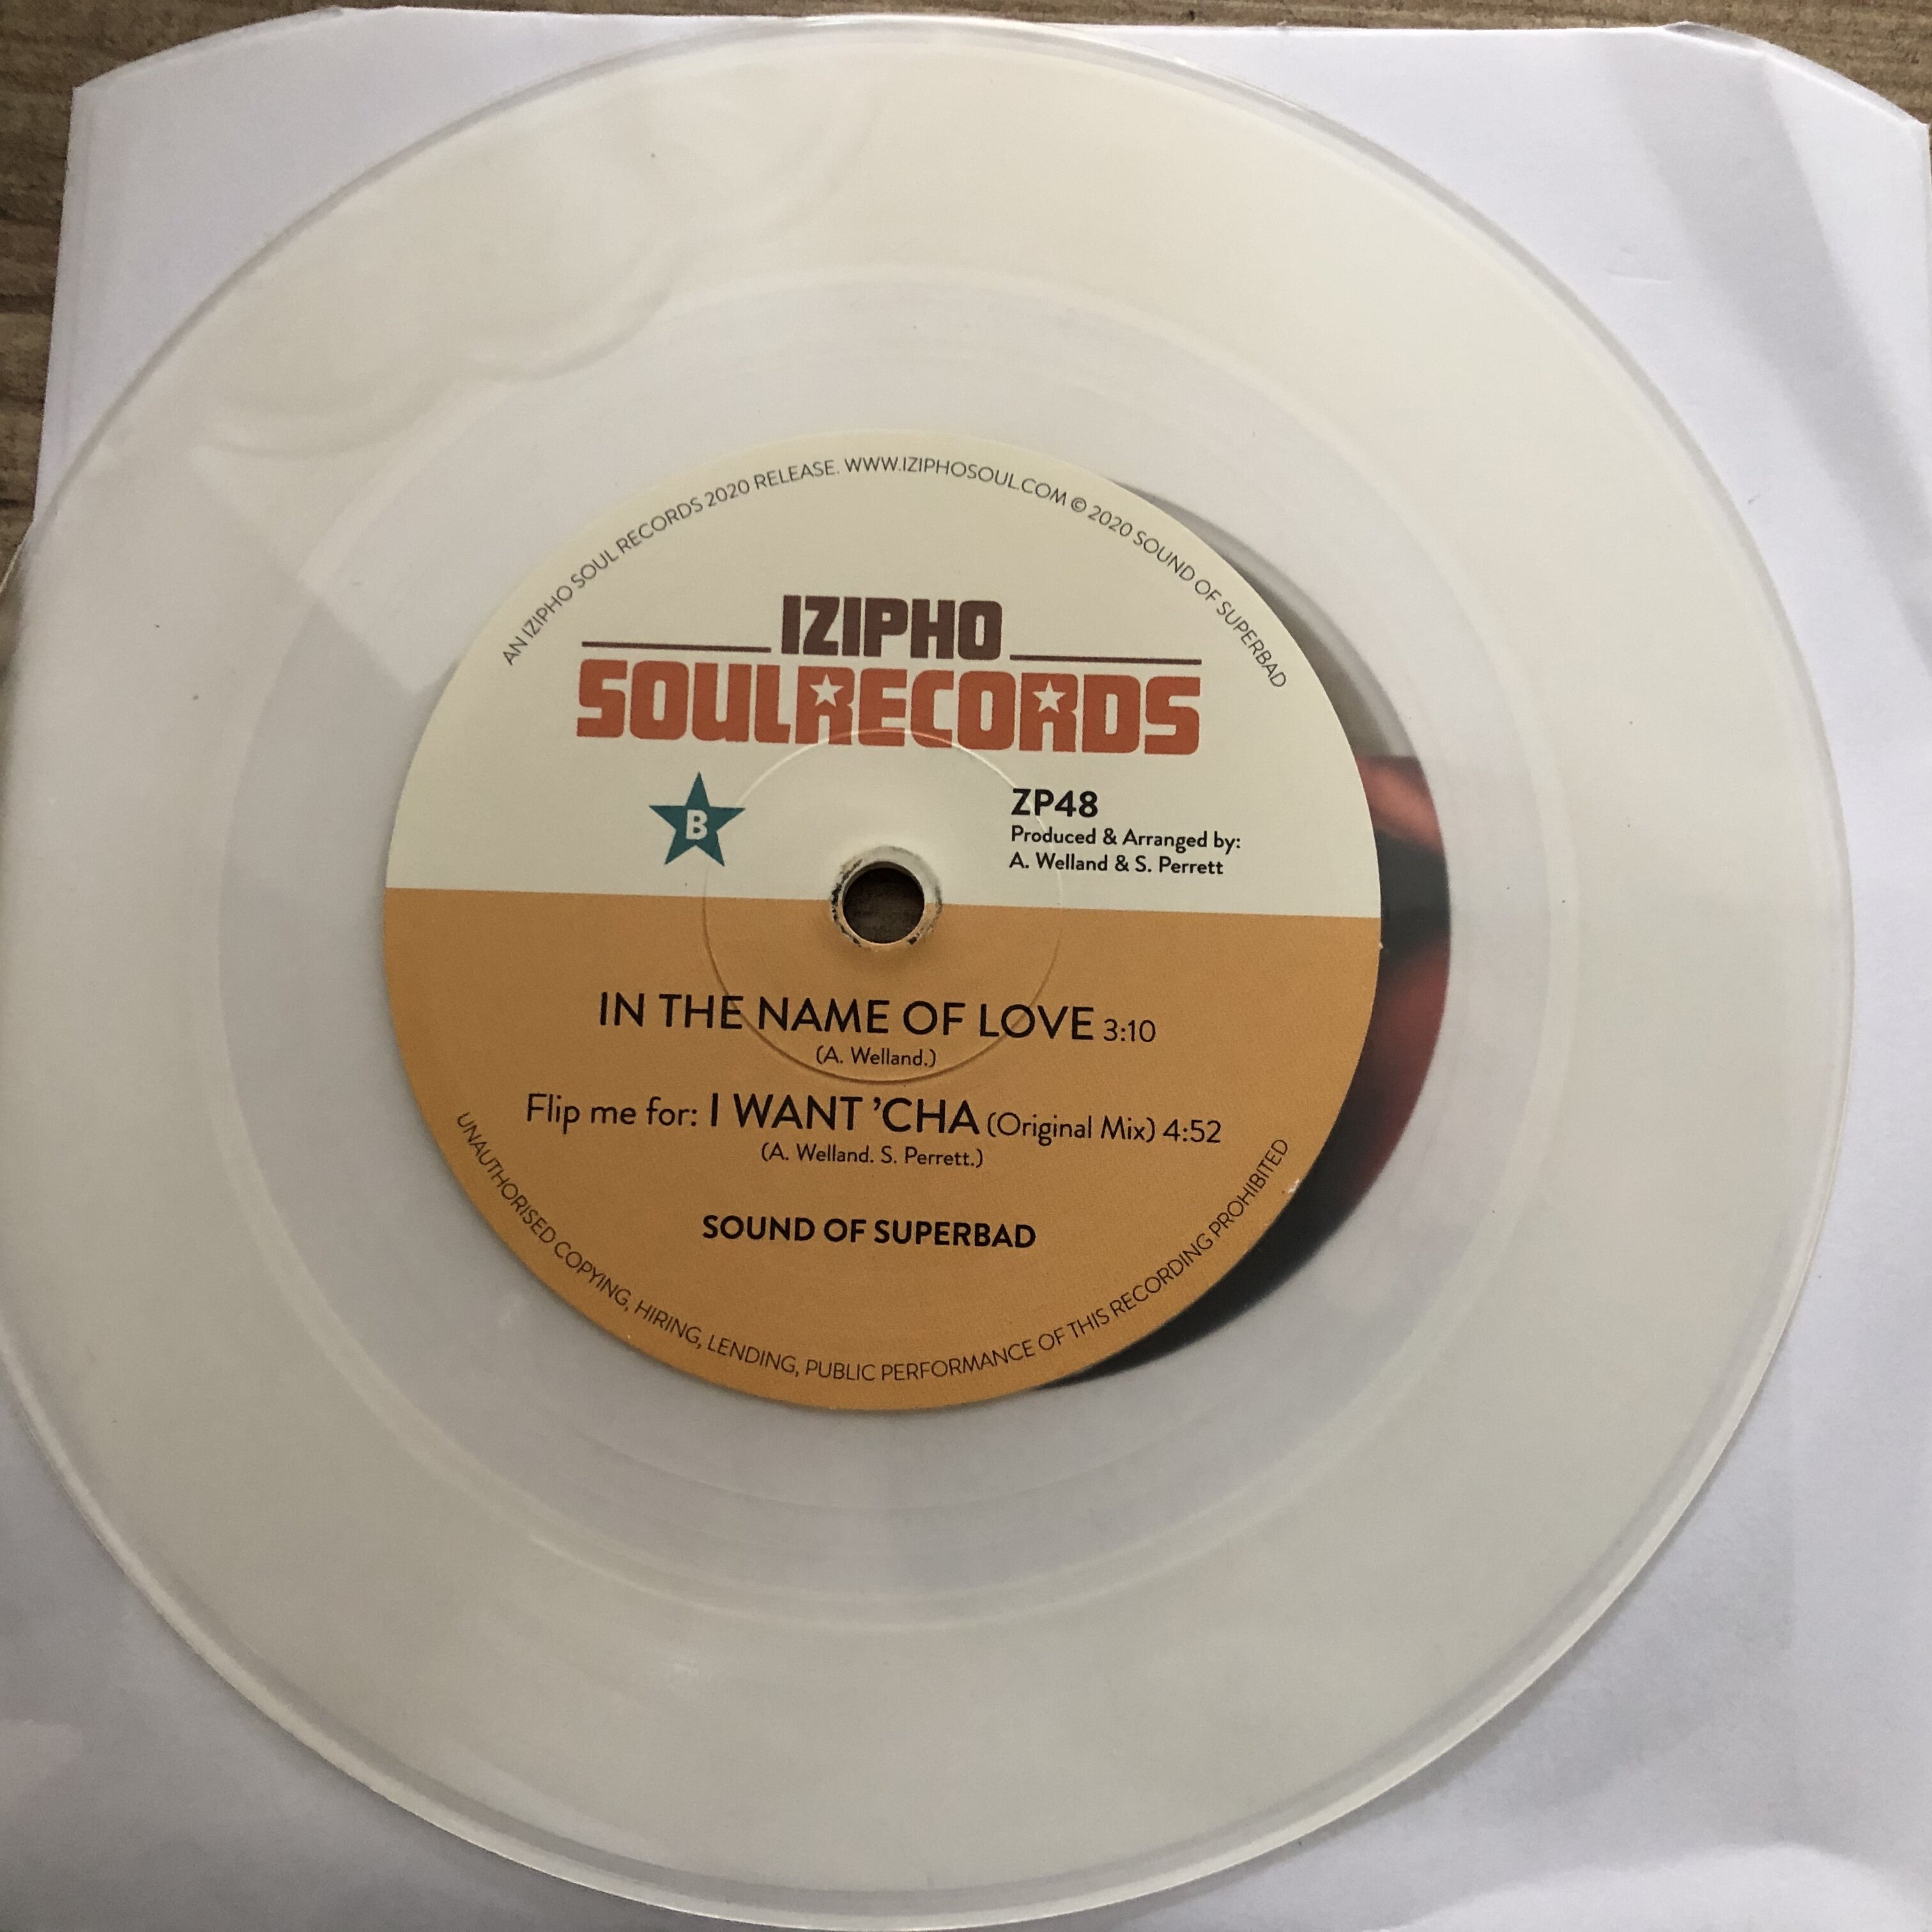 AN IZIPHO SOUL RECORDS 2020 RELEASE. WWW.IZIPHOSOUL.COM © 2020 SOUND OF SUPERBAD
IZIPHO
SOULRECORDS
B
ZP48
Produced & Arranged by:
A. Welland & S. Perrett
IN THE NAME OF LOVE 3:10
(A. Welland.)
Flip me for: I WANT 'CHA (Original Mix) 4:52
(A. Welland. S. Perrett.)
SOUND OF SUPERBAD
UNAUTHORISED COPYING, HIRING, LENDING, PUBLIC PERFORMANCE OF THIS RECORDING PROHIBITED